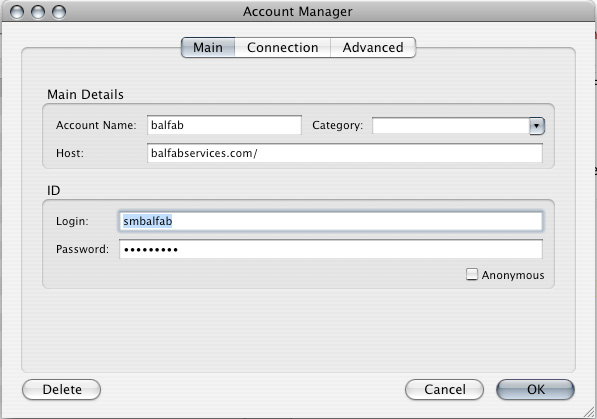 Account Manager
Main Connection Advanced
Main Details
Account Name: balfab Category:
Host: balfabservices.com/
ID
Login: smbalfab
Password: •••••••••
Anonymous
Delete Cancel OK